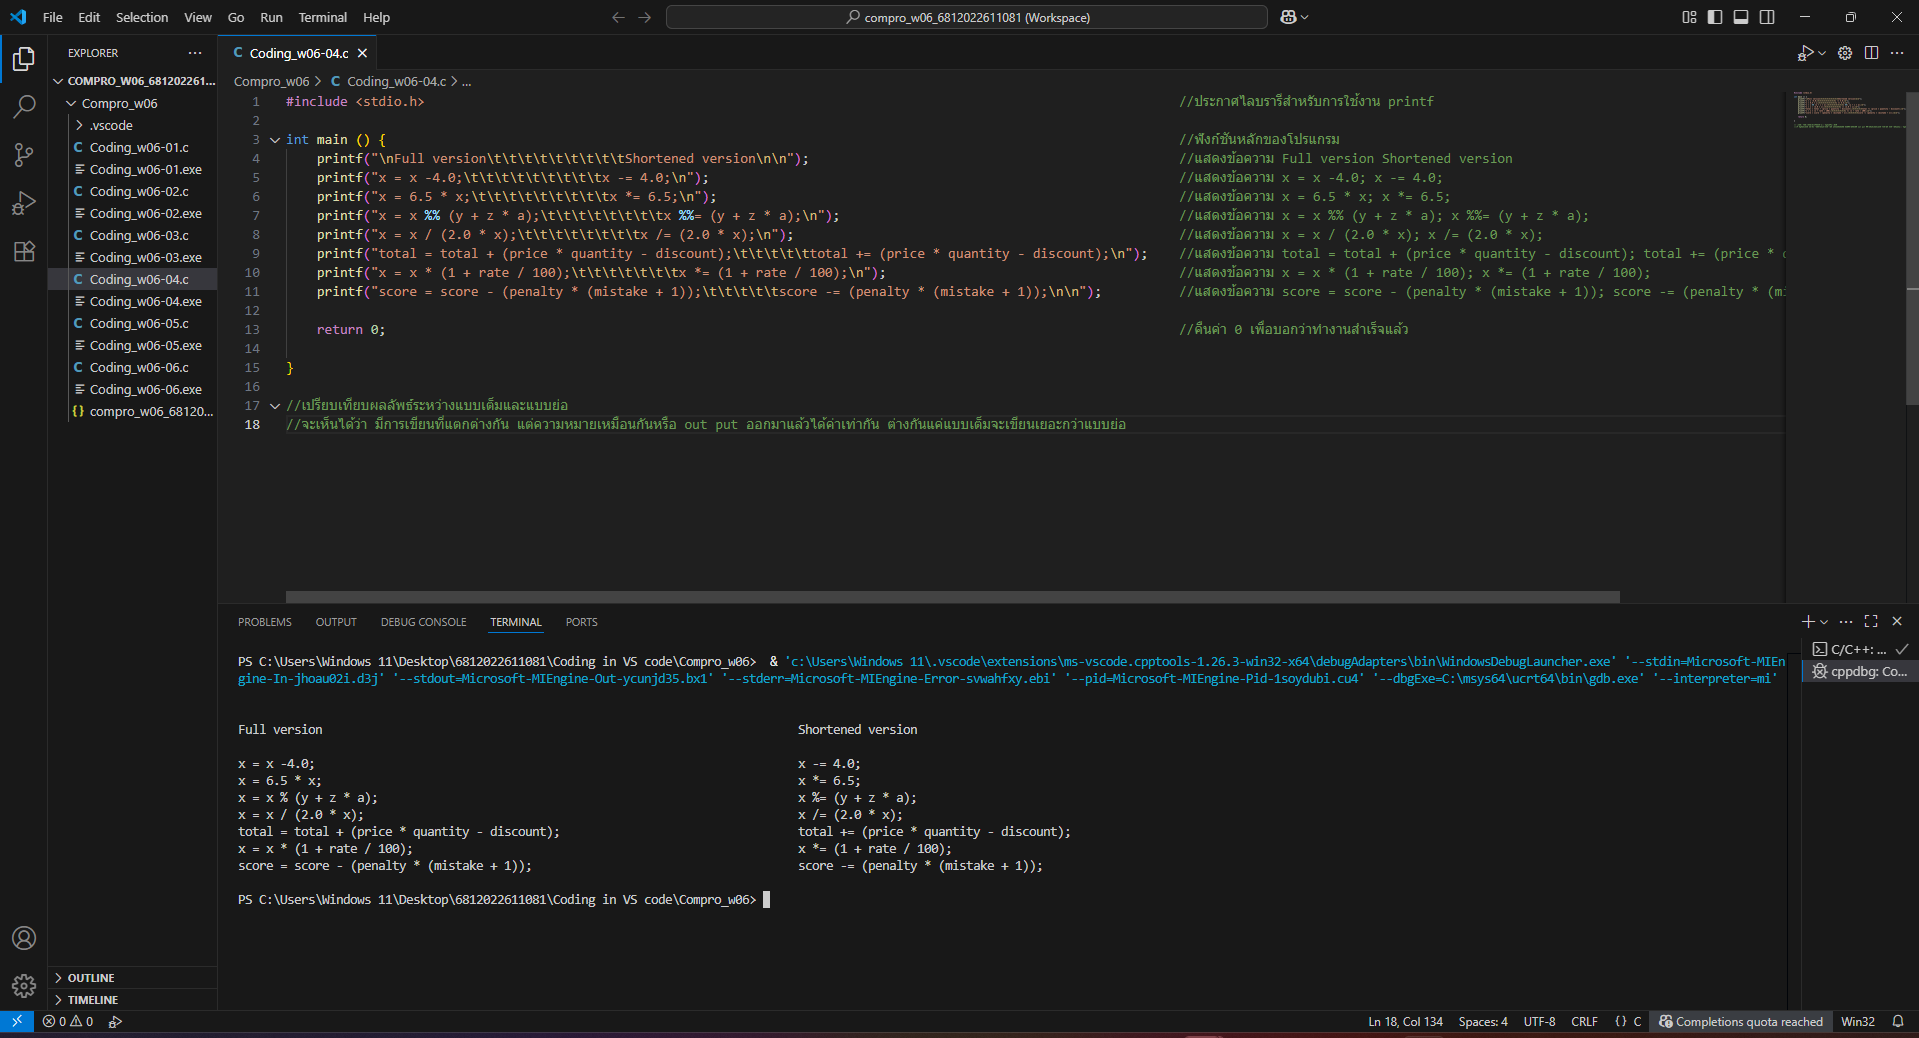 File Edit Selection View Go Run Terminal Help
compro_w06_6812022611081 (Workspace)
EXPLORER
COMPRO_W06_681202261...
Compro_w06
.vscode
C Coding_w06-01.c
Coding_w06-01.exe
C Coding_w06-02.c
Coding_w06-02.exe
C Coding_w06-03.c
Coding_w06-03.exe
C Coding_w06-04.c
Coding_w06-04.exe
C Coding_w06-05.c
Coding_w06-05.exe
C Coding_w06-06.c
Coding_w06-06.exe
{} compro_w06_68120...
OUTLINE
TIMELINE
C Coding_w06-04.c
Compro_w06 > C Coding_w06-04.c > ...
1 #include <stdio.h> //ประกาศไลบรารีสำหรับการใช้งาน printf
2
3 int main () { //ฟังก์ชันหลักของโปรแกรม
4 printf("\nFull version\t\t\t\t\t\t\t\t\tShortened version\n\n"); //แสดงข้อความ Full version Shortened version
5 printf("x = x -4.0;\t\t\t\t\t\t\t\t\tx -= 4.0;\n"); //แสดงข้อความ x = x -4.0; x -= 4.0;
6 printf("x = 6.5 * x;\t\t\t\t\t\t\t\t\tx *= 6.5;\n"); //แสดงข้อความ x = 6.5 * x; x *= 6.5;
7 printf("x = x %% (y + z * a);\t\t\t\t\t\t\t\tx %%= (y + z * a);\n"); //แสดงข้อความ x = x %% (y + z * a); x %%= (y + z * a);
8 printf("x = x / (2.0 * x);\t\t\t\t\t\t\t\tx /= (2.0 * x);\n"); //แสดงข้อความ x = x / (2.0 * x); x /= (2.0 * x);
9 printf("total = total + (price * quantity - discount);\t\t\t\t\ttotal += (price * quantity - discount);\n"); //แสดงข้อความ total = total + (price * quantity - discount); total += (price *
10 printf("x = x * (1 + rate / 100);\t\t\t\t\t\t\tx *= (1 + rate / 100);\n"); //แสดงข้อความ x = x * (1 + rate / 100); x *= (1 + rate / 100);
11 printf("score = score - (penalty * (mistake + 1));\t\t\t\t\tscore -= (penalty * (mistake + 1));\n\n"); //แสดงข้อความ score = score - (penalty * (mistake + 1)); score -= (penalty * (mi
12
13 return 0; //คืนค่า 0 เพื่อบอกว่าทำงานสำเร็จแล้ว
14
15 }
16
17 //เปรียบเทียบผลลัพธ์ระหว่างแบบเต็มและแบบย่อ
18 //จะเห็นได้ว่า มีการเขียนที่แตกต่างกัน แต่ความหมายเหมือนกันหรือ out put ออกมาแล้วได้ค่าเท่ากัน ต่างกันแค่แบบเต็มจะเขียนเยอะกว่าแบบย่อ
PROBLEMS OUTPUT DEBUG CONSOLE TERMINAL PORTS
C/C++: ...
cppdbg: Co...
PS C:\Users\Windows 11\Desktop\6812022611081\Coding in VS code\Compro_w06> & 'c:\Users\Windows 11\.vscode\extensions\ms-vscode.cpptools-1.26.3-win32-x64\debugAdapters\bin\WindowsDebugLauncher.exe' '--stdin=Microsoft-MIEn
gine-In-jhoau02i.d3j' '--stdout=Microsoft-MIEngine-Out-ycunjd35.bx1' '--stderr=Microsoft-MIEngine-Error-svwahfxy.ebi' '--pid=Microsoft-MIEngine-Pid-1soydubi.cu4' '--dbgExe=C:\msys64\ucrt64\bin\gdb.exe' '--interpreter=mi'
Full version Shortened version
x = x -4.0; x -= 4.0;
x = 6.5 * x; x *= 6.5;
x = x % (y + z * a); x %= (y + z * a);
x = x / (2.0 * x); x /= (2.0 * x);
total = total + (price * quantity - discount); total += (price * quantity - discount);
x = x * (1 + rate / 100); x *= (1 + rate / 100);
score = score - (penalty * (mistake + 1)); score -= (penalty * (mistake + 1));
PS C:\Users\Windows 11\Desktop\6812022611081\Coding in VS code\Compro_w06>
0 0 Ln 18, Col 134 Spaces: 4 UTF-8 CRLF {} C Completions quota reached Win32